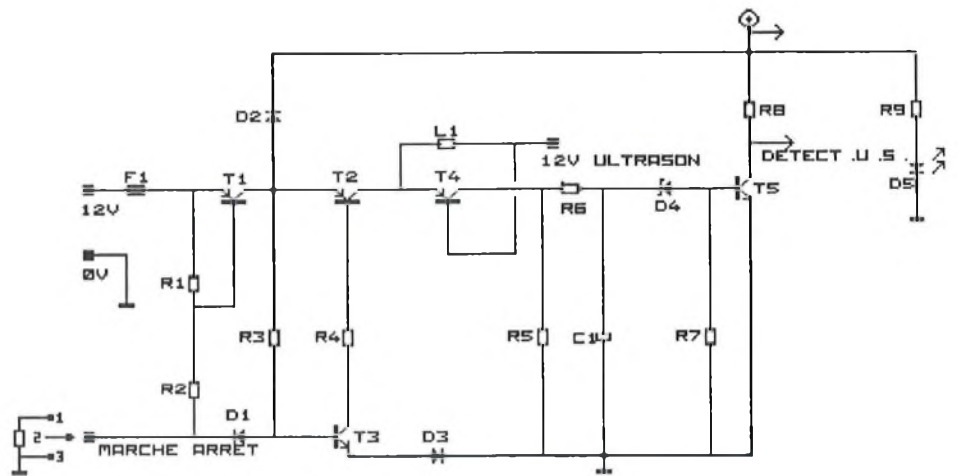 R8
R9
D2
L1
12V ULTRASON
DETECT .U .S .
F1
T1
T2
T4
T5
12V
R6
D4
D5
0V
R1
R3
R4
R5
C1
R7
R2
1
D1
2
T3
D3
3
MARCHE ARRET